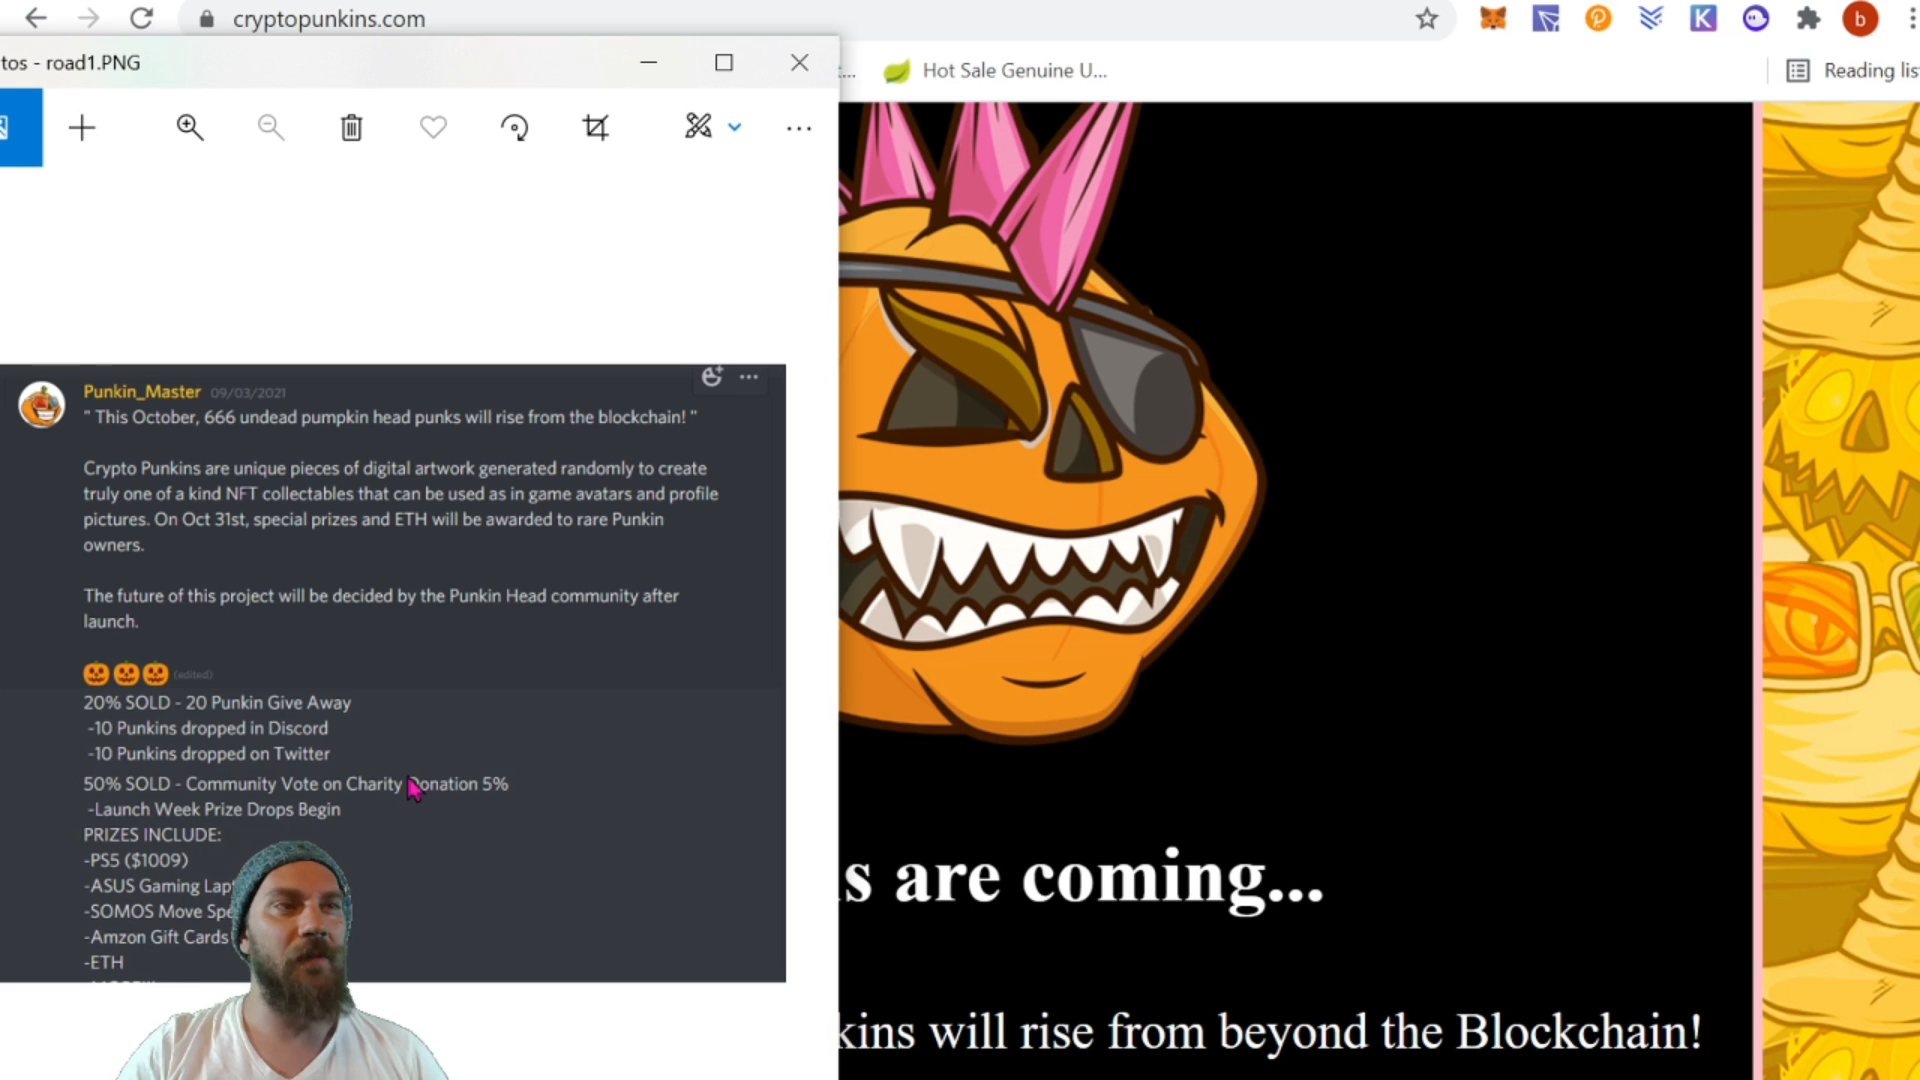 cryptopunkins.com
tos - road1.PNG
Hot Sale Genuine U...
Reading lis
b
K
Punkin_Master 09/03/2021
" This October, 666 undead pumpkin head punks will rise from the blockchain! "
Crypto Punkins are unique pieces of digital artwork generated randomly to create
truly one of a kind NFT collectables that can be used as in game avatars and profile
pictures. On Oct 31st, special prizes and ETH will be awarded to rare Punkin
owners.
The future of this project will be decided by the Punkin Head community after
launch.
(edited)
20% SOLD - 20 Punkin Give Away
-10 Punkins dropped in Discord
-10 Punkins dropped on Twitter
50% SOLD - Community Vote on Charity Donation 5%
-Launch Week Prize Drops Begin
PRIZES INCLUDE:
-PS5 ($1009)
-ASUS Gaming Lap
-SOMOS Move Spe
-Amzon Gift Cards
-ETH
s are coming...
kins will rise from beyond the Blockchain!